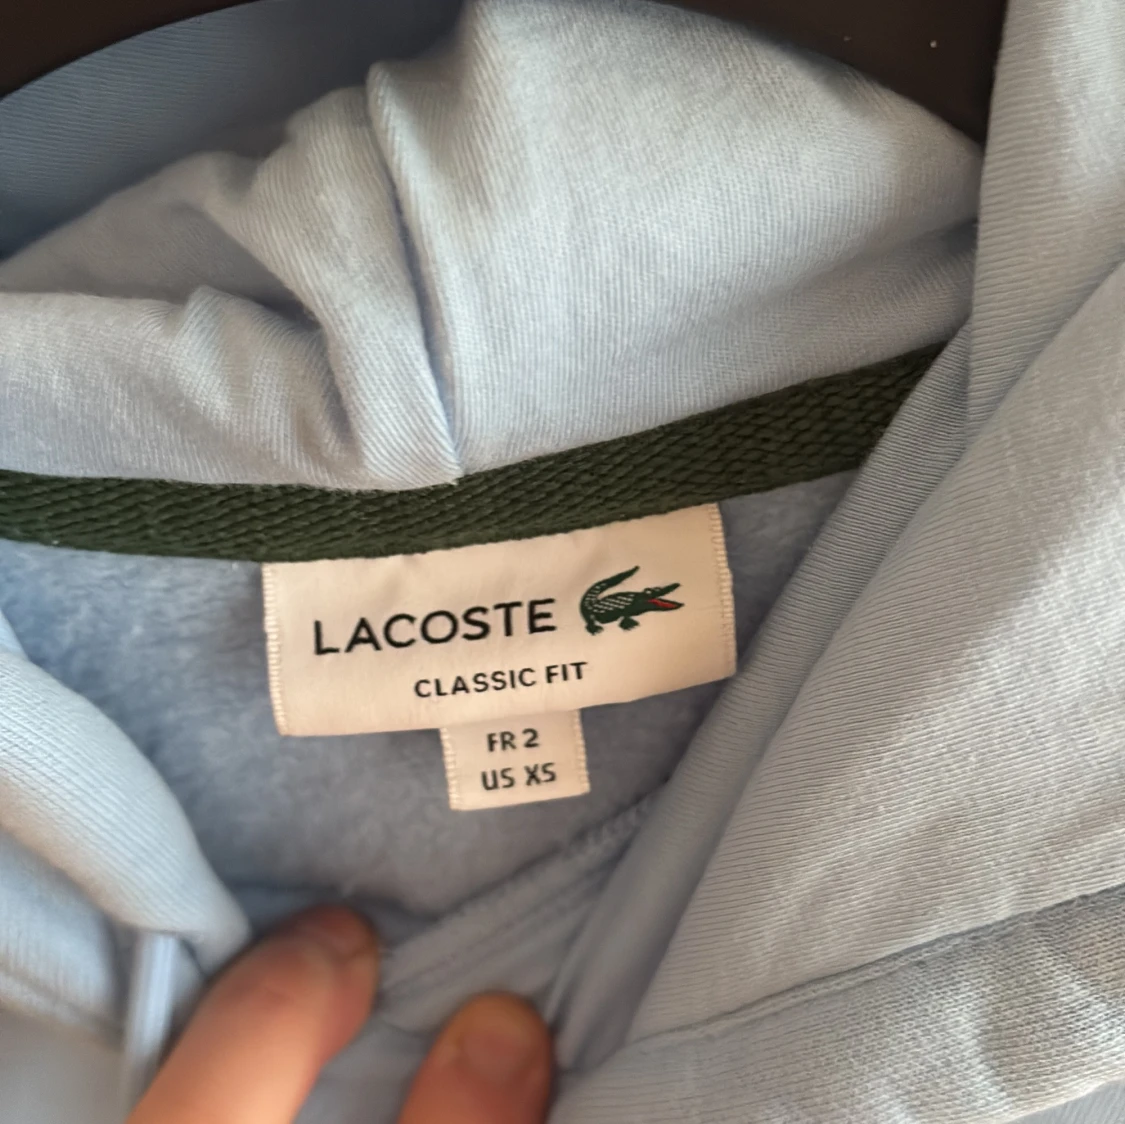 LACOSTE
CLASSIC FIT
FR 2
US XS